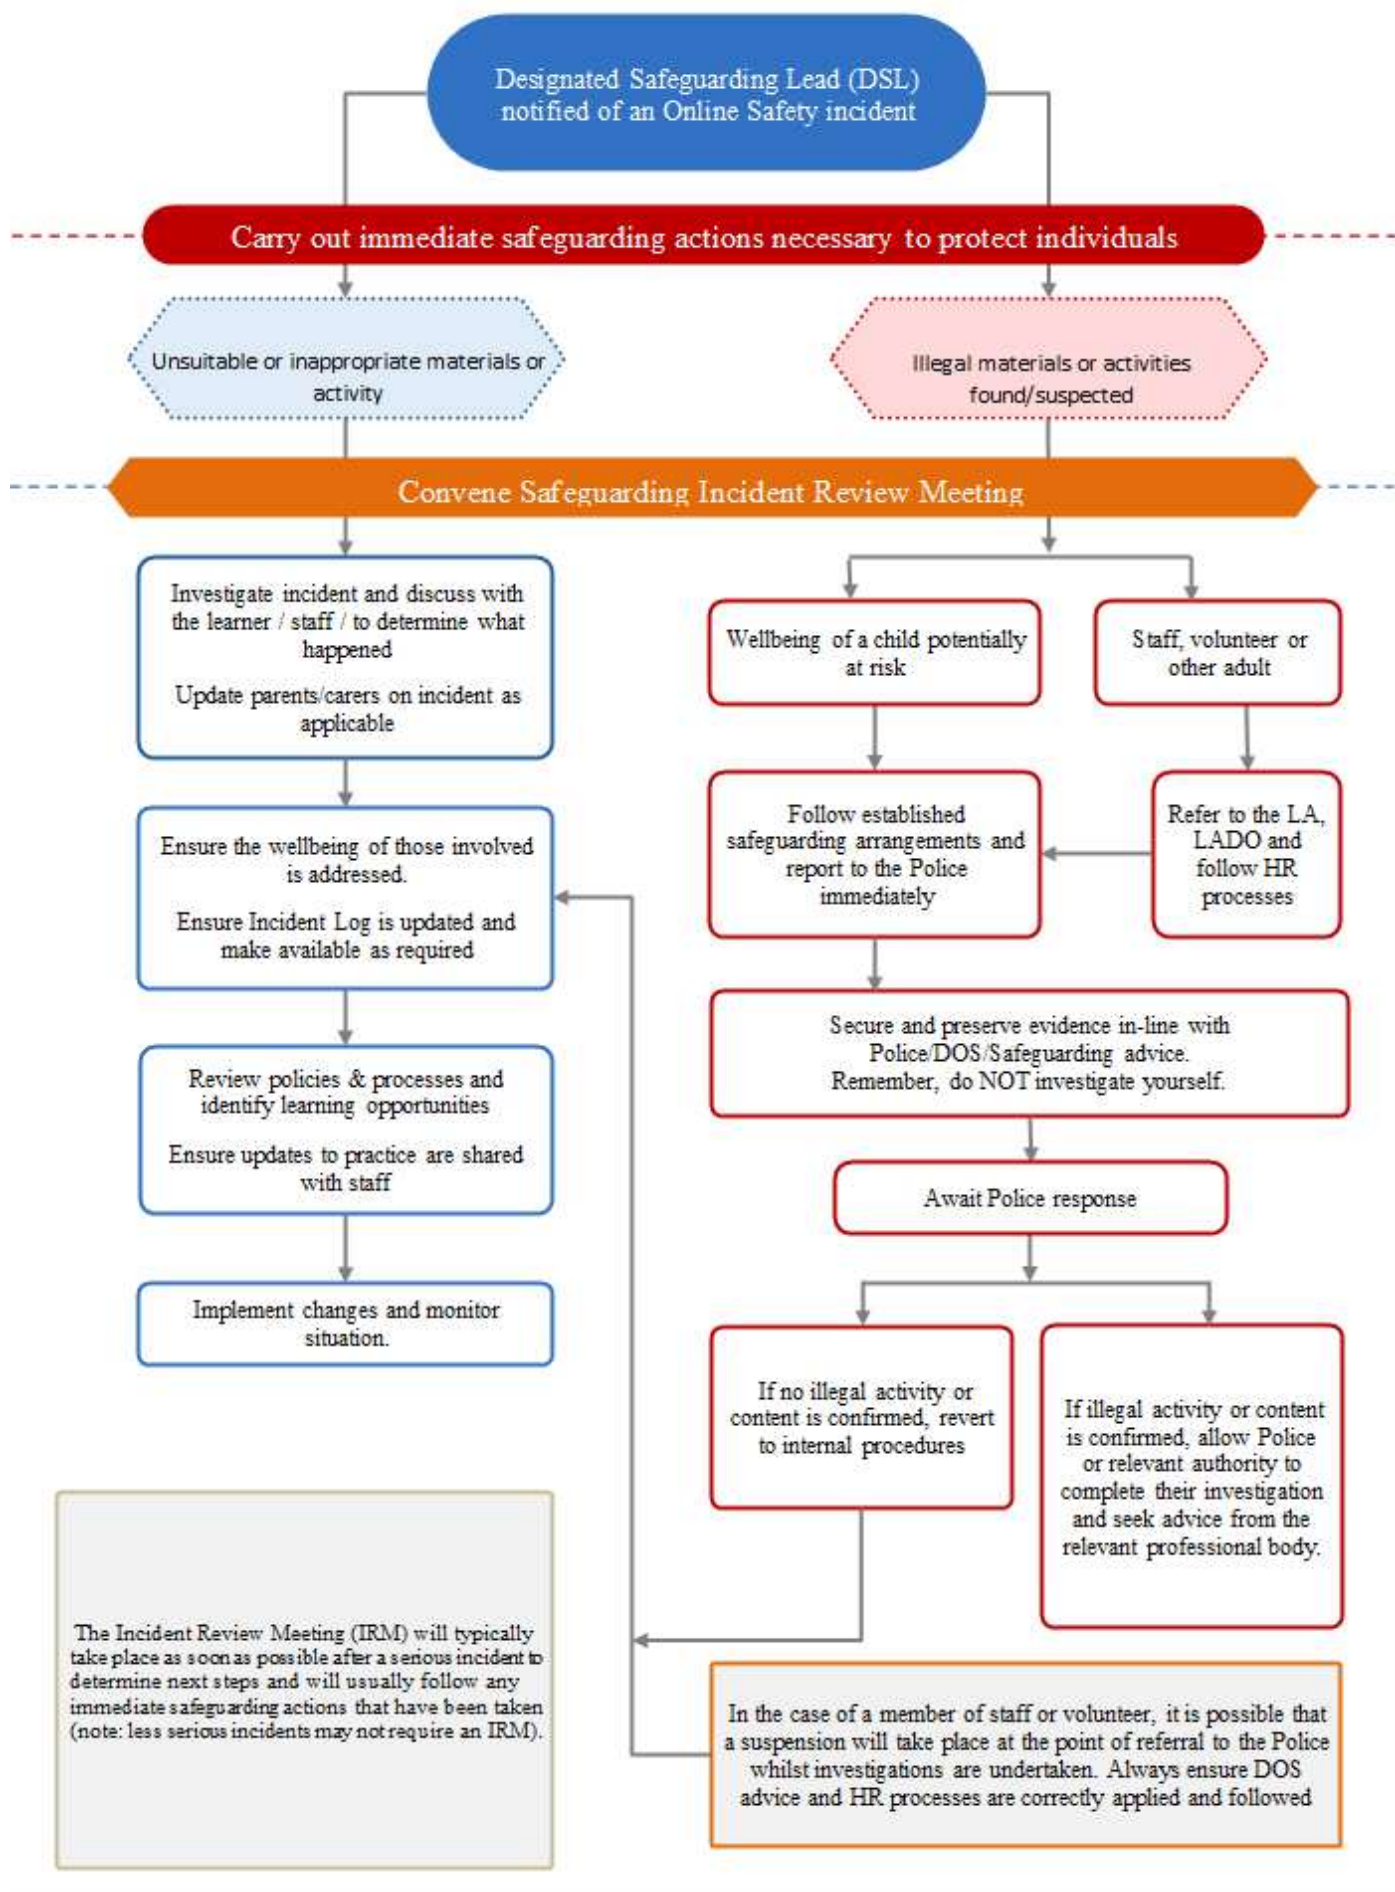 Designated Safeguarding Lead (DSL)
notified of an Online Safety incident
Carry out immediate safeguarding actions necessary to protect individuals
Unsuitable or inappropriate materials or
activity
Illegal materials or activities
found/suspected
Convene Safeguarding Incident Review Meeting
Investigate incident and discuss with
the learner / staff / to determine what
happened
Update parents/carers on incident as
applicable
Wellbeing of a child potentially
at risk
Staff, volunteer or
other adult
Ensure the wellbeing of those involved
is addressed.
Ensure Incident Log is updated and
make available as required
Follow established
safeguarding arrangements and
report to the Police
immediately
Refer to the LA,
LADO and
follow HR
processes
Secure and preserve evidence in-line with
Police/DOS/Safeguarding advice.
Remember, do NOT investigate yourself.
Review policies & processes and
identify learning opportunities
Ensure updates to practice are shared
with staff
Await Police response
Implement changes and monitor
situation.
If no illegal activity or
content is confirmed, revert
to internal procedures
If illegal activity or content
is confirmed, allow Police
or relevant authority to
complete their investigation
and seek advice from the
relevant professional body.
The Incident Review Meeting (IRM) will typically
take place as soon as possible after a serious incident to
determine next steps and will usually follow any
immediate safeguarding actions that have been taken
(note: less serious incidents may not require an IRM).
In the case of a member of staff or volunteer, it is possible that
a suspension will take place at the point of referral to the Police
whilst investigations are undertaken. Always ensure DOS
advice and HR processes are correctly applied and followed